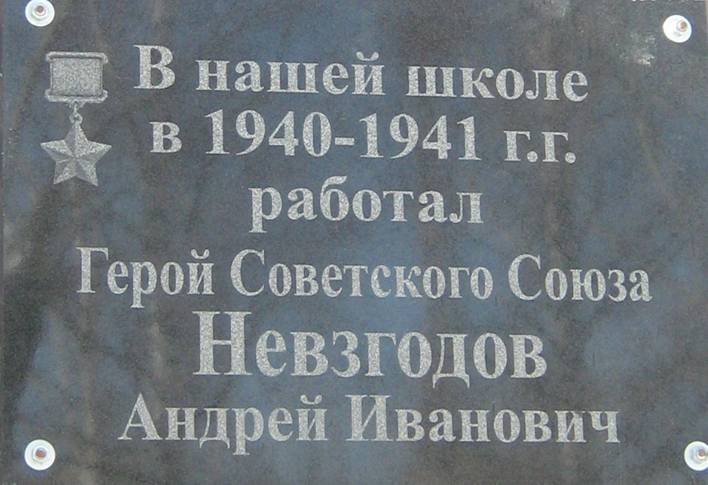 В нашей школе
в 1940-1941 г.г.
работал
Герой Советского Союза
Невзгодов
Андрей Иванович